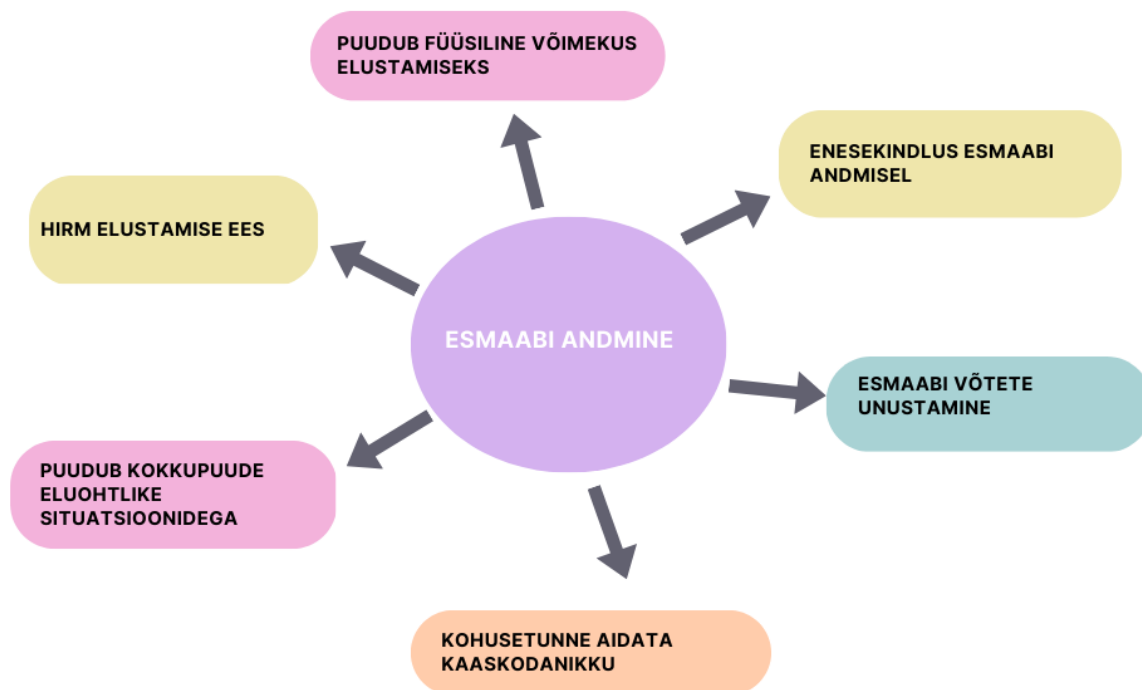 PUUDUB FÜÜSILINE VÕIMEKUS
ELUSTAMISEKS
ENESEKINDLUS ESMAABI
ANDMISEL
HIRM ELUSTAMISE EES
ESMAABI ANDMINE
ESMAABI VÕTETE
UNUSTAMINE
PUUDUB KOKKUPUUDE
ELUOHTLIKE
SITUATSIOONIDEGA
KOHUSETUNNE AIDATA
KAASKODANIKKU